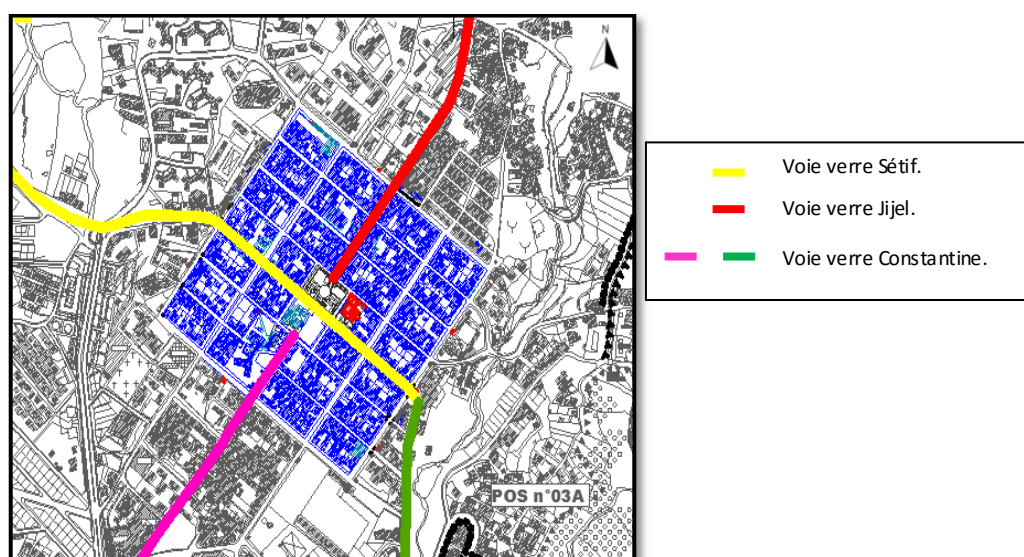 N
POS n°03A
Voie verre Sétif.
Voie verre Jijel.
Voie verre Constantine.